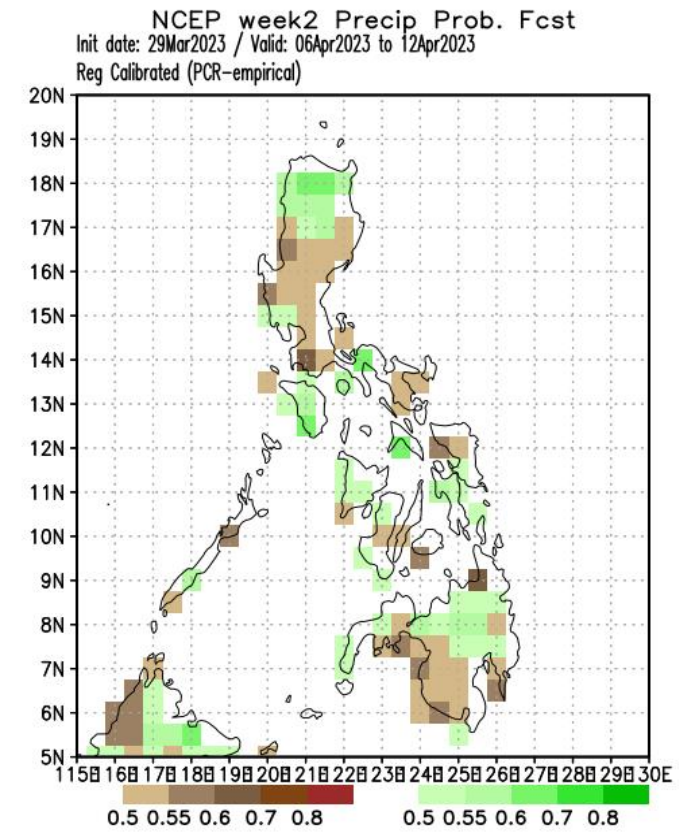 NCEP week2 Precip Prob. Fcst
Init date: 29Mar2023 / Valid: 06Apr2023 to 12Apr2023
Reg Calibrated (PCR-empirical)
20N
19N
18N
17N
16N
15N
14N
13N
12N
11N
10N
9N
8N
7N
6N
5N
115E 116E 117E 118E 119E 120E 121E 122E 123E 124E 125E 126E 127E 128E 129E 130E
0.5 0.55 0.6 0.7 0.8 0.5 0.55 0.6 0.7 0.8